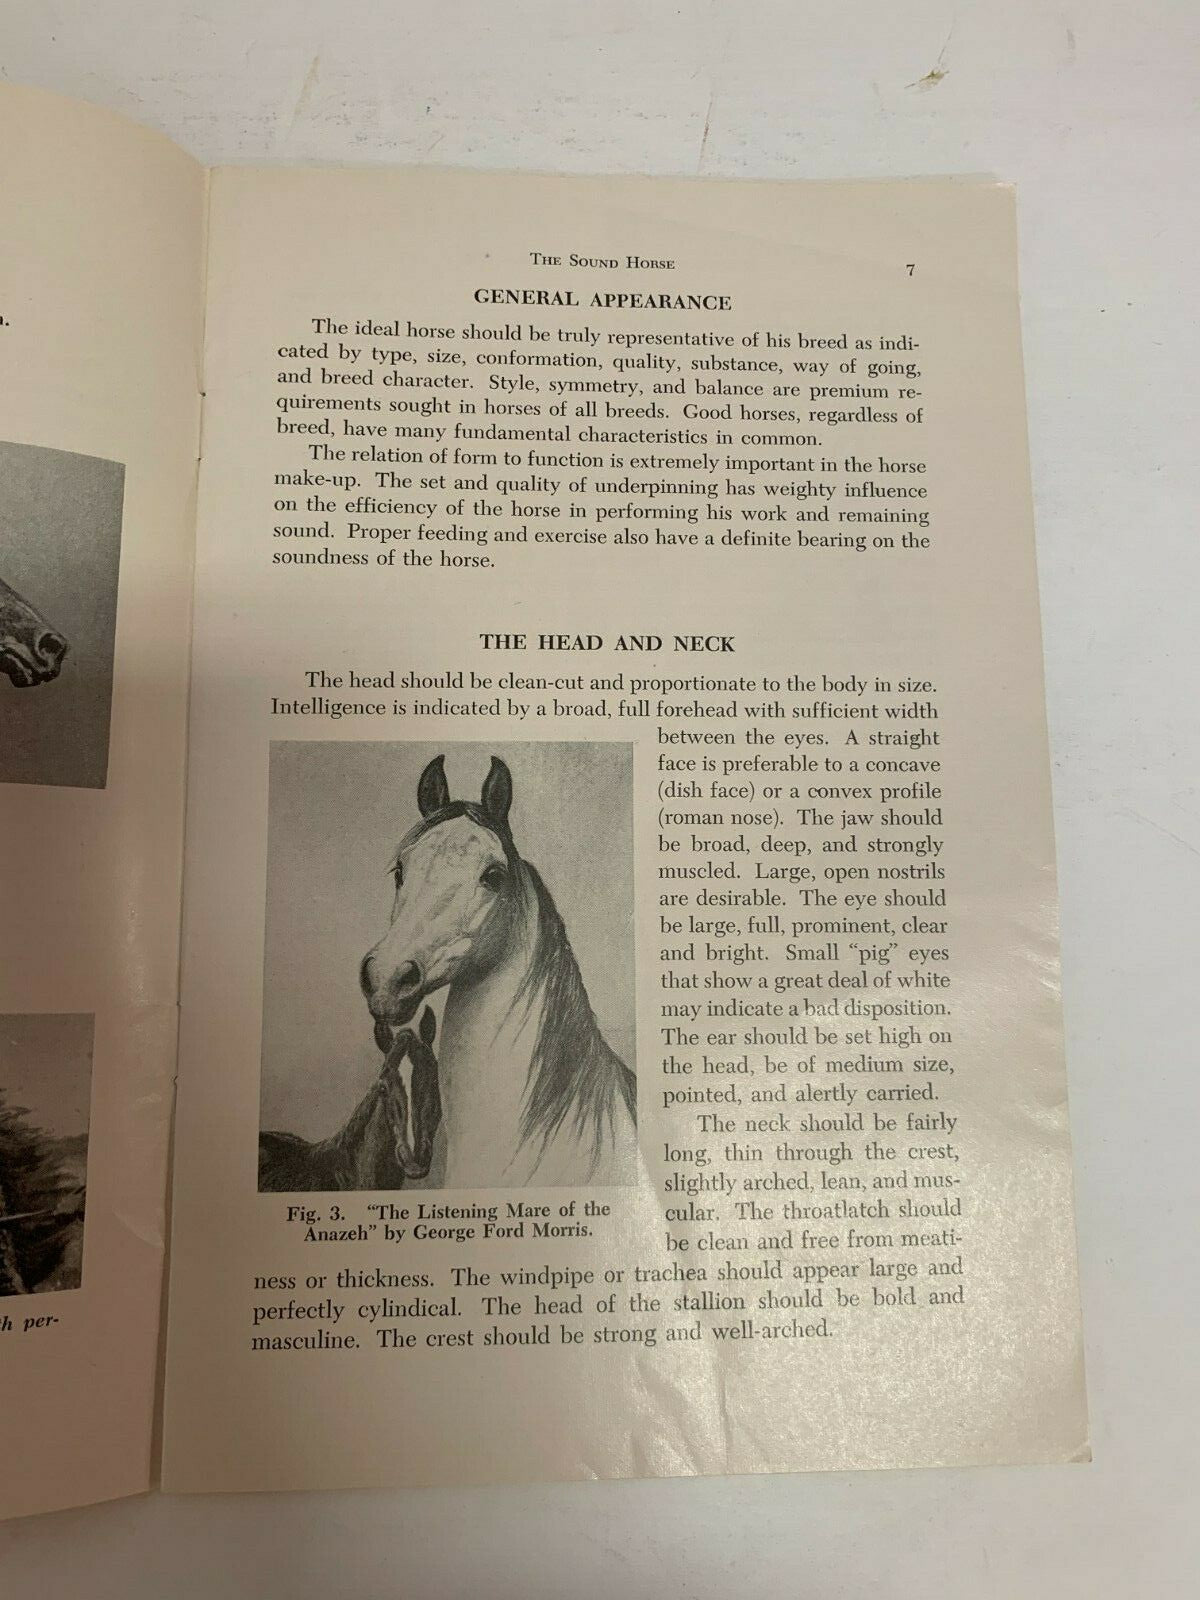 n.
th per-
The Sound Horse
7
GENERAL APPEARANCE
The ideal horse should be truly representative of his breed as indi-
cated by type, size, conformation, quality, substance, way of going,
and breed character. Style, symmetry, and balance are premium re-
quirements sought in horses of all breeds. Good horses, regardless of
breed, have many fundamental characteristics in common.
The relation of form to function is extremely important in the horse
make-up. The set and quality of underpinning has weighty influence
on the efficiency of the horse in performing his work and remaining
sound. Proper feeding and exercise also have a definite bearing on the
soundness of the horse.
THE HEAD AND NECK
The head should be clean-cut and proportionate to the body in size.
Intelligence is indicated by a broad, full forehead with sufficient width
between the eyes. A straight
face is preferable to a concave
(dish face) or a convex profile
(roman nose). The jaw should
be broad, deep, and strongly
muscled. Large, open nostrils
are desirable. The eye should
be large, full, prominent, clear
and bright. Small “pig” eyes
that show a great deal of white
may indicate a bad disposition.
The ear should be set high on
the head, be of medium size,
pointed, and alertly carried.
The neck should be fairly
long, thin through the crest,
slightly arched, lean, and mus-
cular. The throatlatch should
be clean and free from meati-
ness or thickness. The windpipe or trachea should appear large and
perfectly cylindical. The head of the stallion should be bold and
masculine. The crest should be strong and well-arched.
Fig. 3. “The Listening Mare of the
Anazeh” by George Ford Morris.